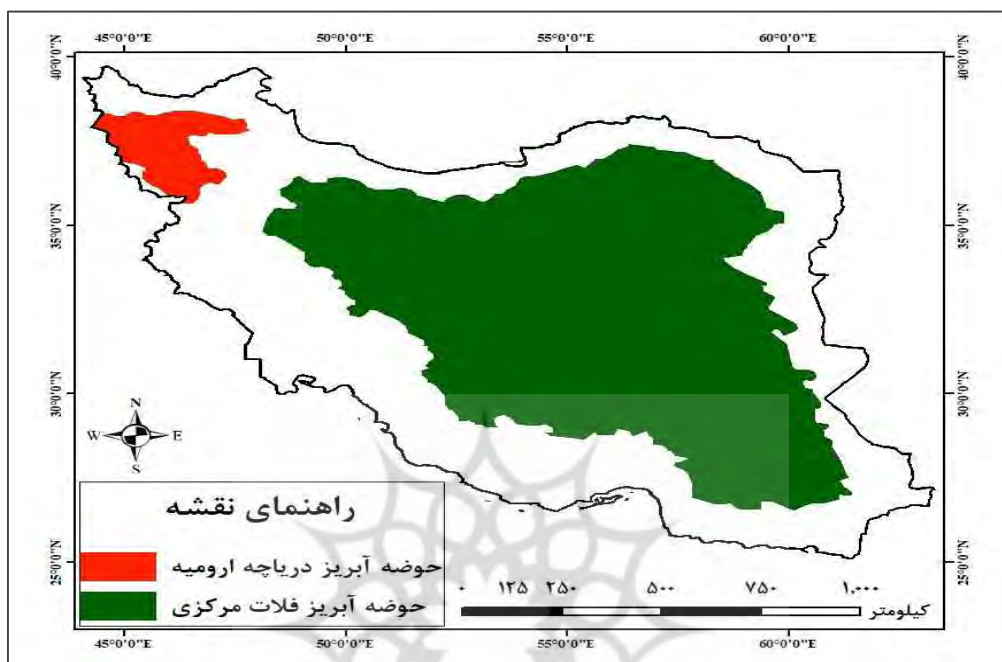 45°0'0"E 50°0'0"E 55°0'0"E 60°0'0"E
40°0'0"N 40°0'0"N
35°0'0"N 35°0'0"N
30°0'0"N 30°0'0"N
25°0'0"N 25°0'0"N
N
W E
S
راهنمای نقشه
حوضه آبریز دریاچه ارومیه
حوضه آبریز فلات مرکزی
۰ ۱۲۵ ۲۵۰ ۵۰۰ ۷۵۰ ۱,۰۰۰
کیلومتر
45°0'0"E 50°0'0"E 55°0'0"E 60°0'0"E